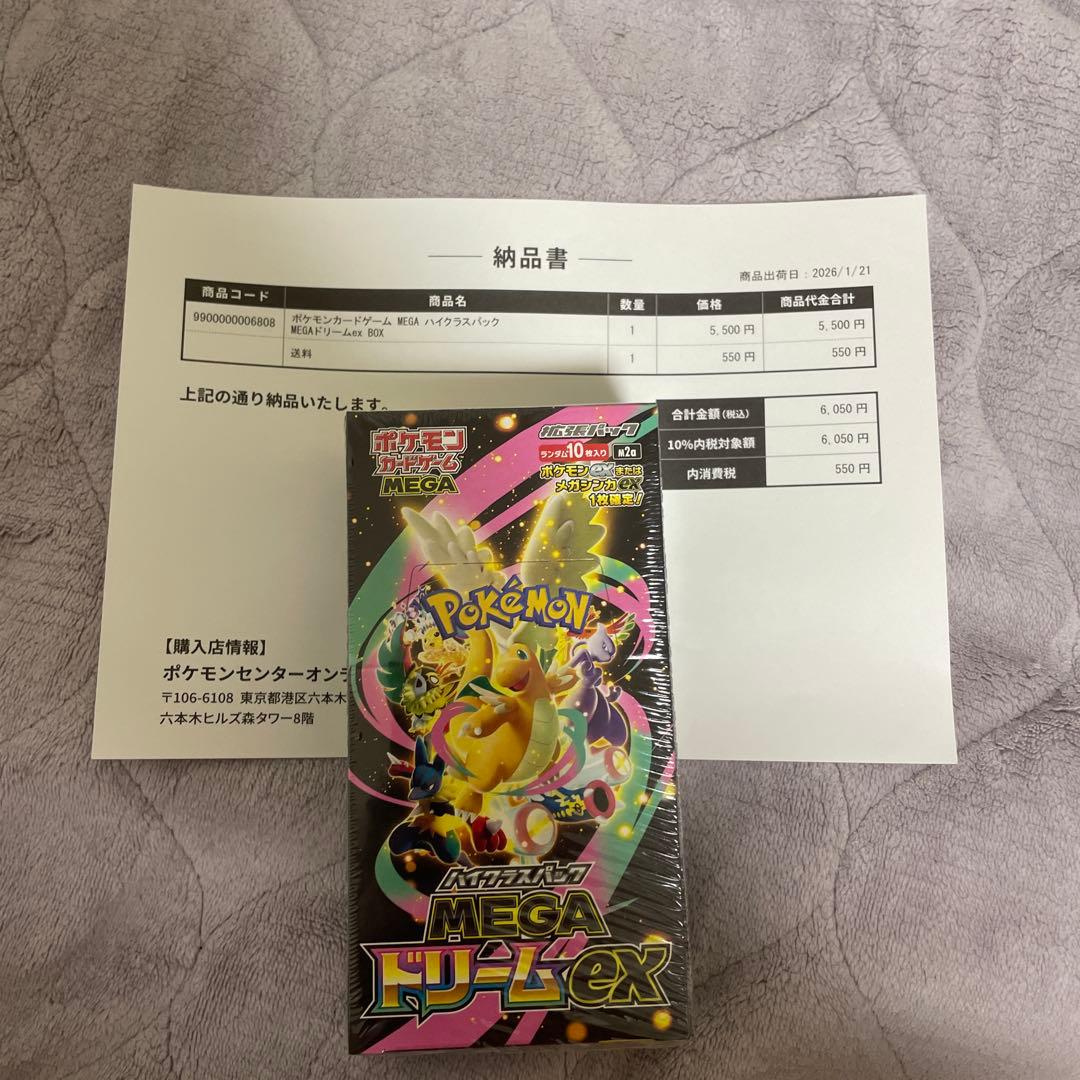 納品書
商品出荷日：2026/1/21
商品コード 商品名 数量 価格 商品代金合計
9900000006808 ポケモンカードゲーム MEGA ハイクラスパック 1 5,500円 5,500円
MEGAドリームex BOX
送料 1 550円 550円
上記の通り納品いたします。
合計金額(税込) 6,050円
10%内税対象額 6,050円
内消費税 550円
【購入店情報】
ポケモンセンターオンラ
〒106-6108 東京都港区六本木
六本木ヒルズ森タワー8階
ポケモン
カードゲーム
MEGA
拡張パック
ランダム10枚入り M2a
ポケモンexまたは
メガシンカex
1枚確定!
POKÉMON
ハイクラスパック
MEGA
ドリームex